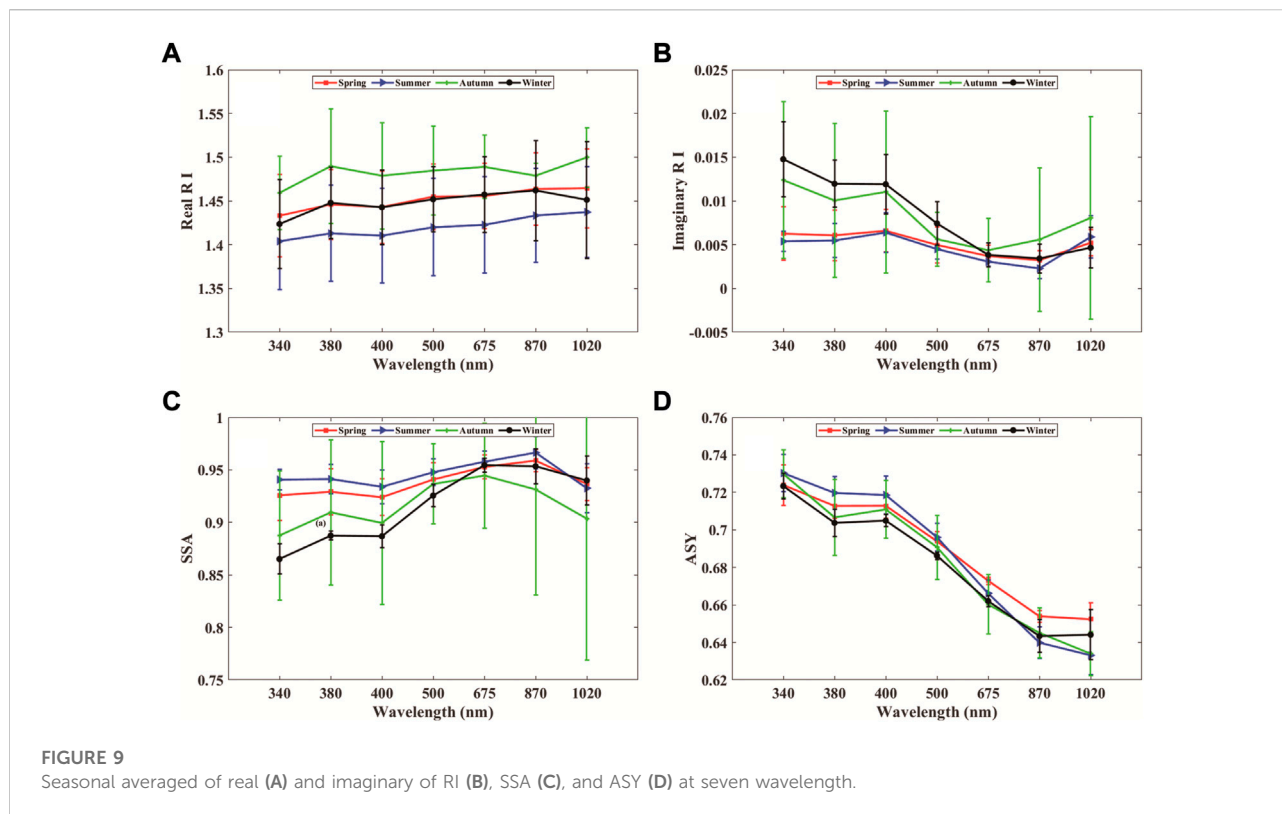 A
B
1.6
1.55
1.5
1.45
1.4
1.35
1.3
Real R I
Spring Summer Autumn Winter
340 380 400 500 675 870 1020
Wavelength (nm)
0.025
0.02
0.015
0.01
0.005
0
-0.005
Imaginary R I
Spring Summer Autumn Winter
340 380 400 500 675 870 1020
Wavelength (nm)
C
D
1
0.95
0.9
0.85
0.8
0.75
SSA
Spring Summer Autumn Winter
(a)
340 380 400 500 675 870 1020
Wavelength (nm)
0.76
0.74
0.72
0.7
0.68
0.66
0.64
0.62
ASY
Spring Summer Autumn Winter
340 380 400 500 675 870 1020
Wavelength (nm)
FIGURE 9
Seasonal averaged of real (A) and imaginary of RI (B), SSA (C), and ASY (D) at seven wavelength.